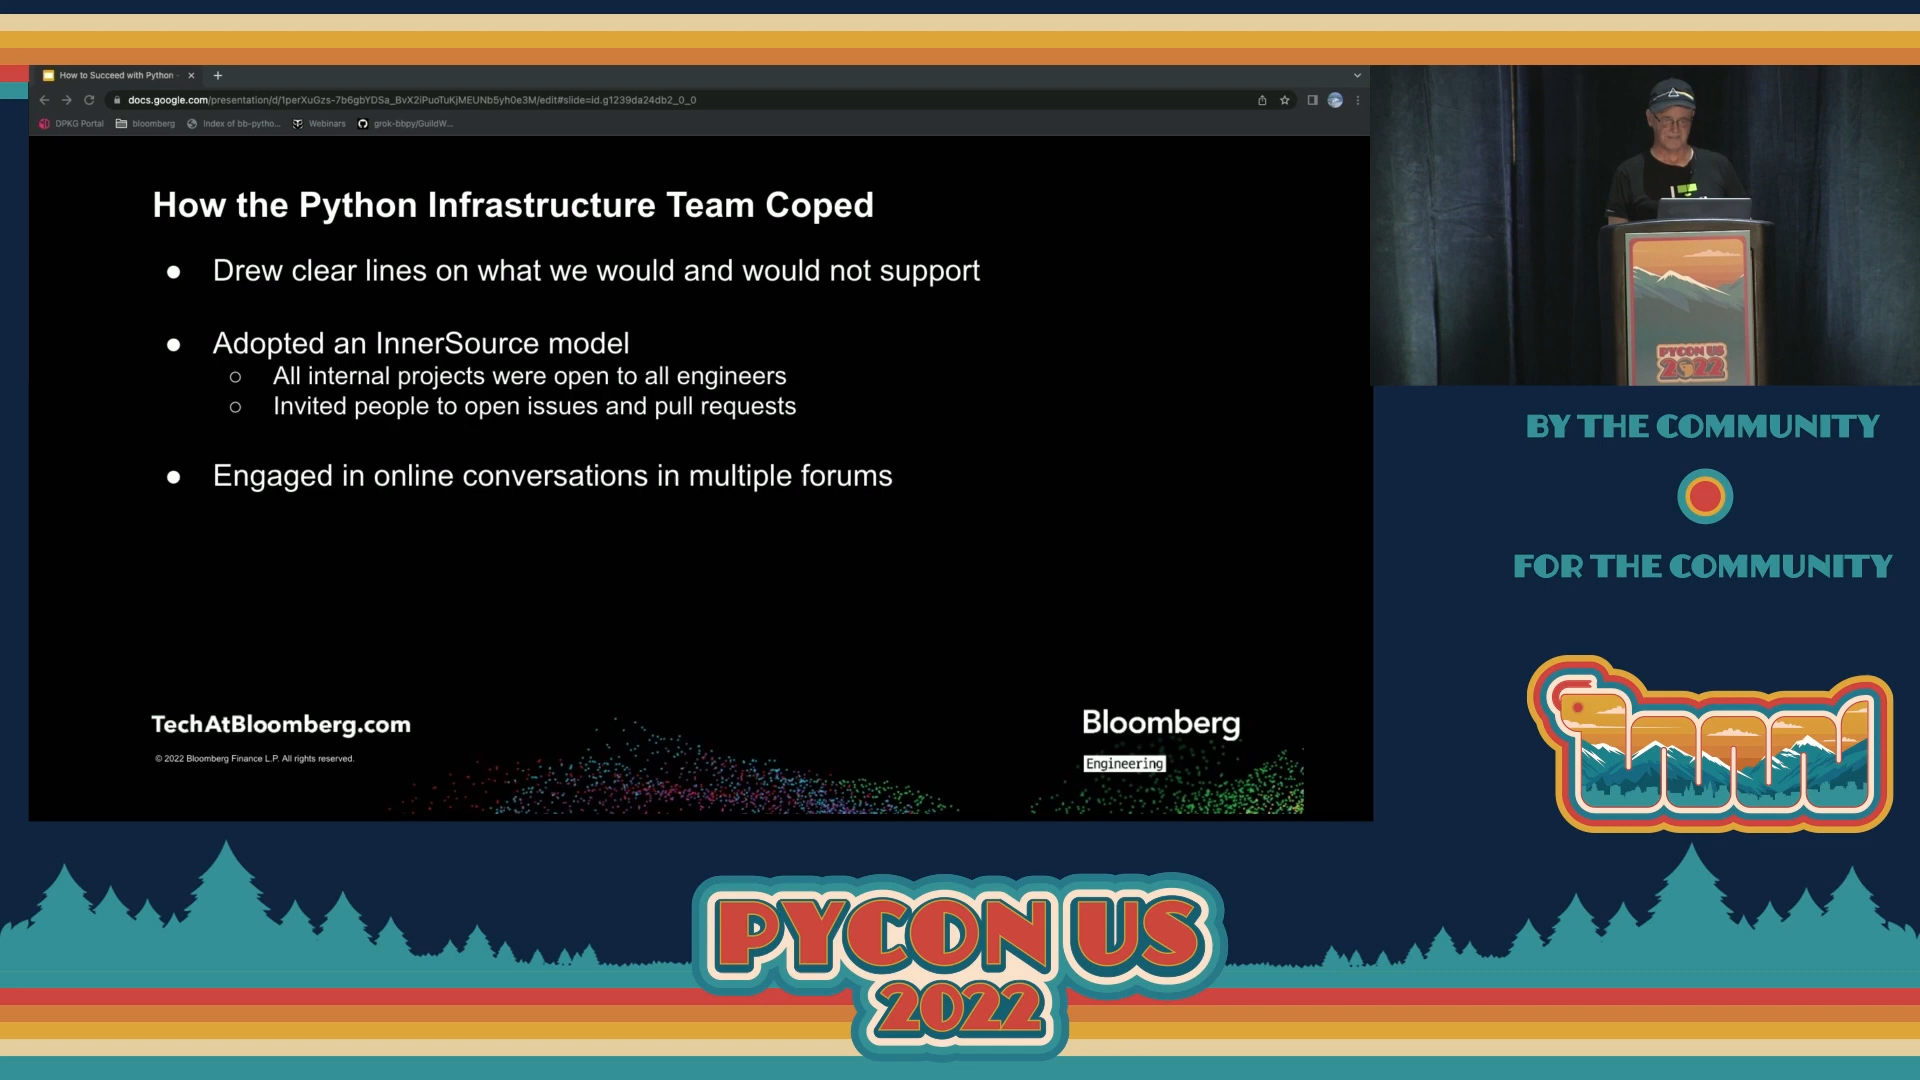 How to Succeed with Python -
docs.google.com/presentation/d/1perXuGzs-7b6gbYDSa_BvX2iPuoTuKjMEUNb5yh0e3M/edit#slide=id.g1239da24db2_0_0
DPKG Portal bloomberg Index of bb-pytho... Webinars grok-bbpy/GuildW...
How the Python Infrastructure Team Coped
● Drew clear lines on what we would and would not support
● Adopted an InnerSource model
○ All internal projects were open to all engineers
○ Invited people to open issues and pull requests
● Engaged in online conversations in multiple forums
TechAtBloomberg.com
© 2022 Bloomberg Finance L.P. All rights reserved.
Bloomberg
Engineering
PYCON US
2022
BY THE COMMUNITY
FOR THE COMMUNITY
PYCON US
2022